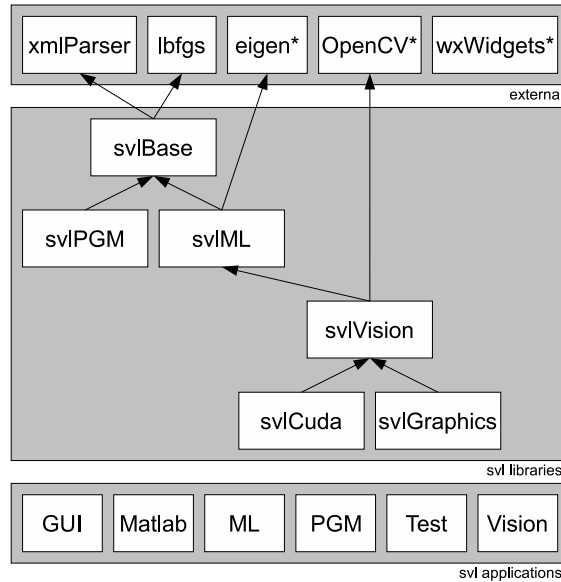 xmlParser
lbfgs
eigen*
OpenCV*
wxWidgets*
externa
svlBase
svlPGM
svlML
svlVision
svlCuda
svlGraphics
svl libraries
GUI
Matlab
ML
PGM
Test
Vision
svl applications